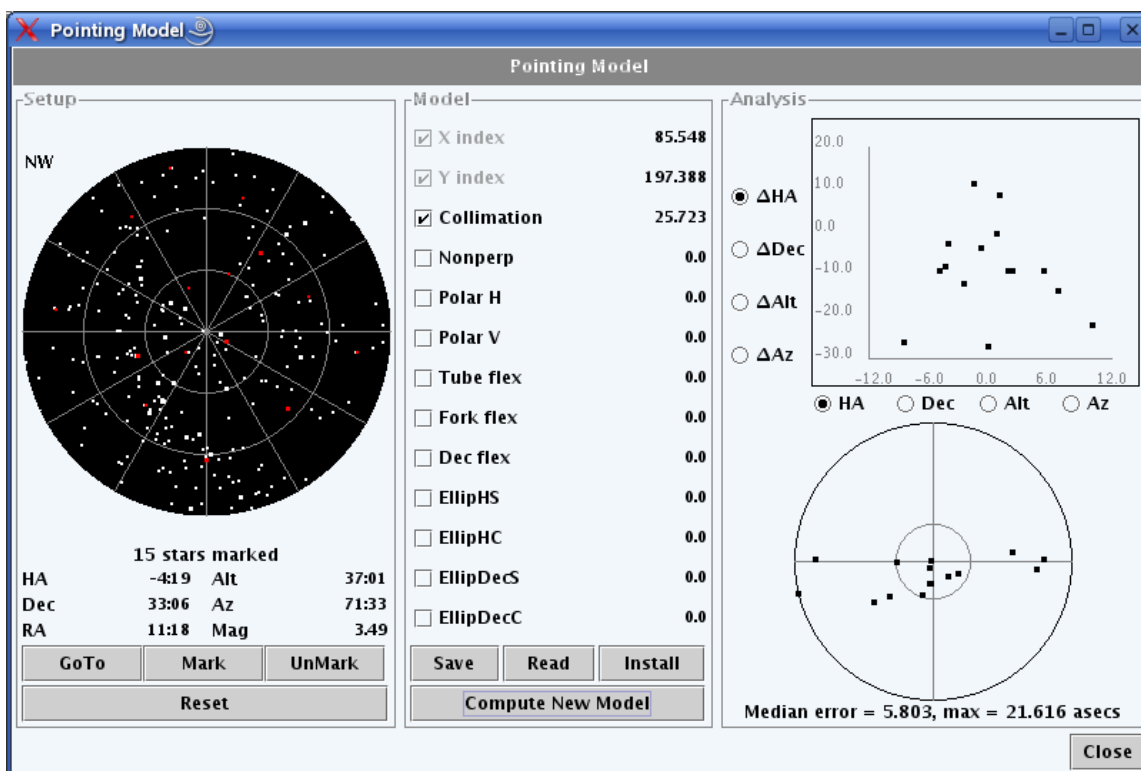 Pointing Model
Pointing Model
Setup
NW
15 stars marked
HA -4:19 Alt 37:01
Dec 33:06 Az 71:33
RA 11:18 Mag 3.49
GoTo Mark UnMark
Reset
Model
X index 85.548
Y index 197.388
Collimation 25.723
Nonperp 0.0
Polar H 0.0
Polar V 0.0
Tube flex 0.0
Fork flex 0.0
Dec flex 0.0
EllipHS 0.0
EllipHC 0.0
EllipDecS 0.0
EllipDecC 0.0
Save Read Install
Compute New Model
Analysis
ΔHA
ΔDec
ΔAlt
ΔAz
20.0
10.0
0.0
-10.0
-20.0
-30.0
-12.0 -6.0 0.0 6.0 12.0
HA Dec Alt Az
Median error = 5.803, max = 21.616 asecs
Close